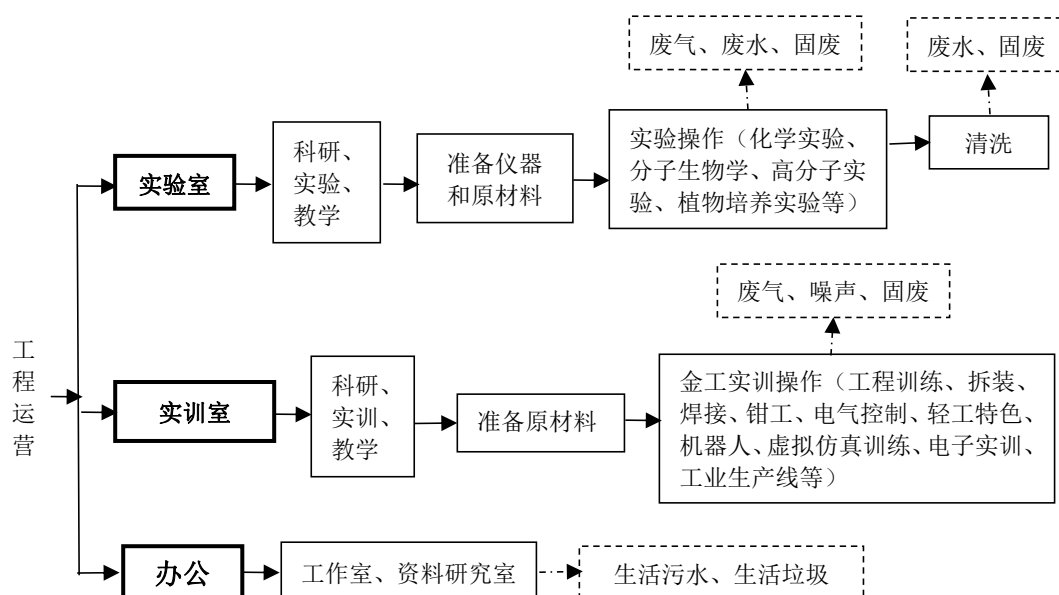 废气、废水、固废
废水、固废
实验室
科研、
实验、
教学
准备仪器
和原材料
实验操作（化学实验、
分子生物学、高分子实
验、植物培养实验等）
清洗
废气、噪声、固废
工
程
运
营
实训室
科研、
实训、
教学
准备原材料
金工实训操作（工程训练、拆装、
焊接、钳工、电气控制、轻工特色、
机器人、虚拟仿真训练、电子实训、
工业生产线等）
办公
工作室、资料研究室
生活污水、生活垃圾